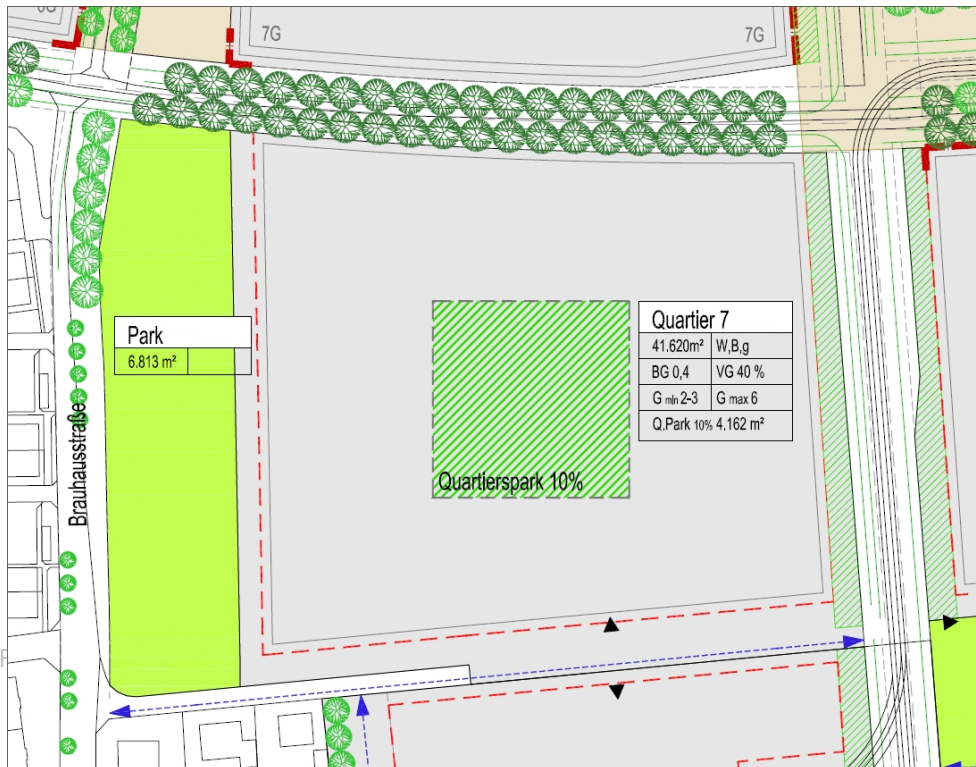 7G
7G
Park
6.813 m²
Brauhausstraße
Quartierspark 10%
Quartier 7
41.620m² W,B,g
BG 0,4 VG 40 %
G min 2-3 G max 6
Q.Park 10% 4.162 m²